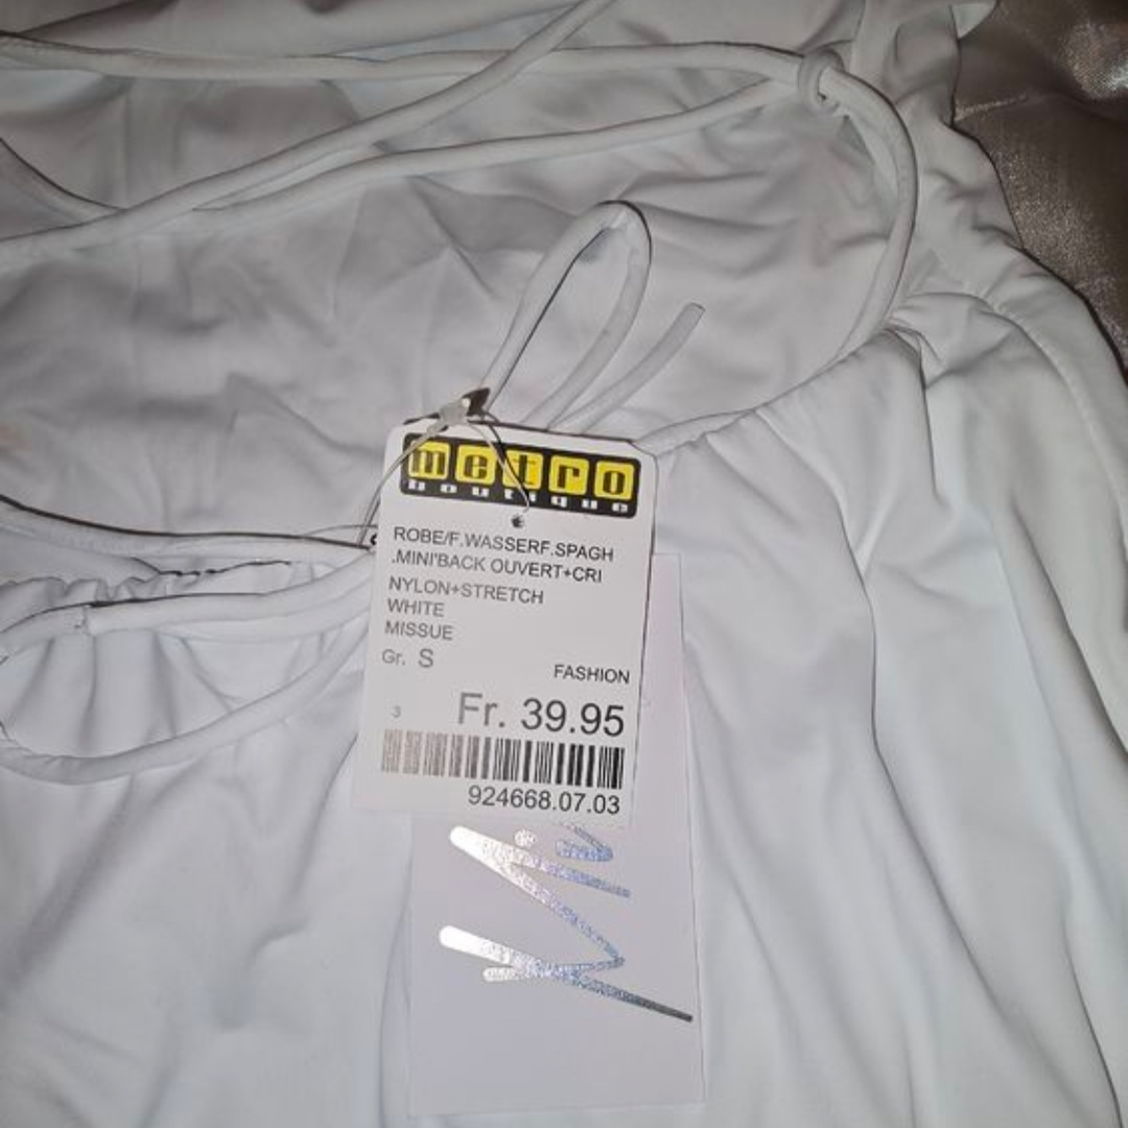 metro
boutique
ROBE/F.WASSERF.SPAGH
.MINI'BACK OUVERT+CRI
NYLON+STRETCH
WHITE
MISSUE
Gr. S
FASHION
3 Fr. 39.95
924668.07.03